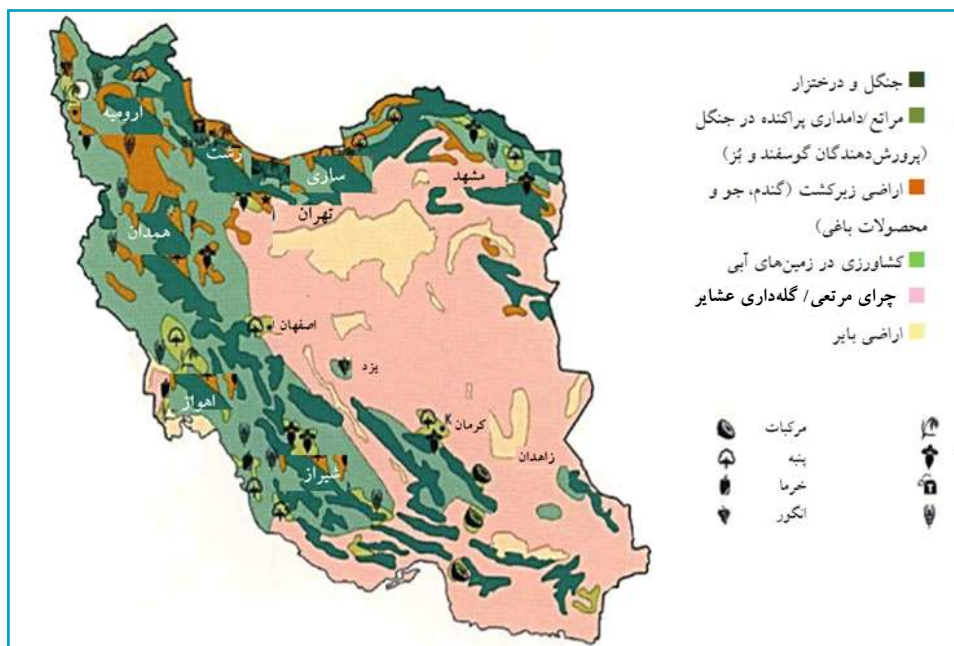 جنگل و درختزار
مراتع/دامداری پراکنده در جنگل
(پرورش‌دهندگان گوسفند و بُز)
اراضی زیرکشت (گندم، جو و
محصولات باغی)
کشاورزی در زمین‌های آبی
چرای مرتعی/ گله‌داری عشایر
اراضی بایر
مرکبات
پنبه
خرما
انگور
ارومیه
رشت
ساری
مشهد
تهران
همدان
اصفهان
یزد
اهواز
کرمان
زاهدان
شیراز